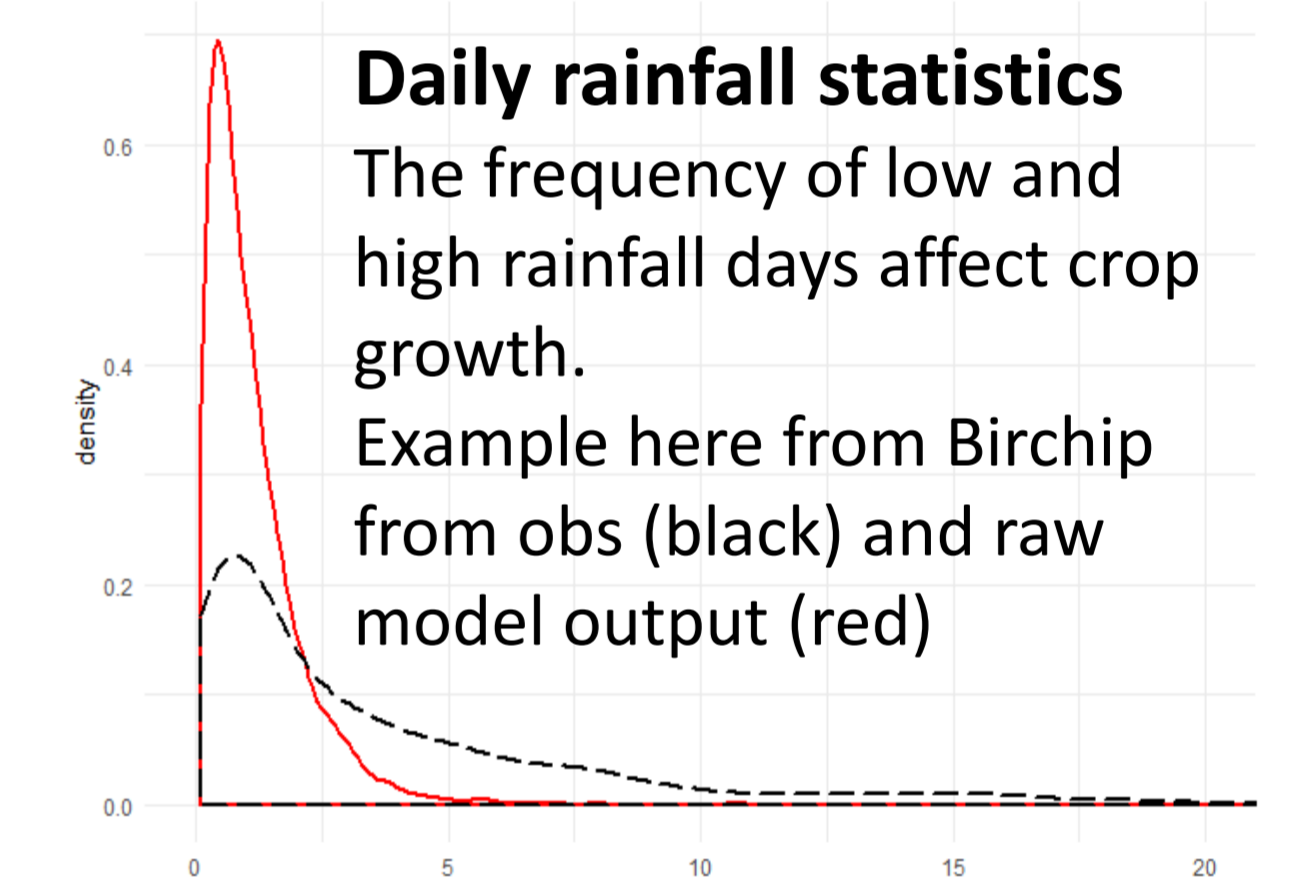 Daily rainfall statistics
The frequency of low and
high rainfall days affect crop
growth.
Example here from Birchip
from obs (black) and raw
model output (red)
density
0.6
0.4
0.2
0.0
0 5 10 15 20